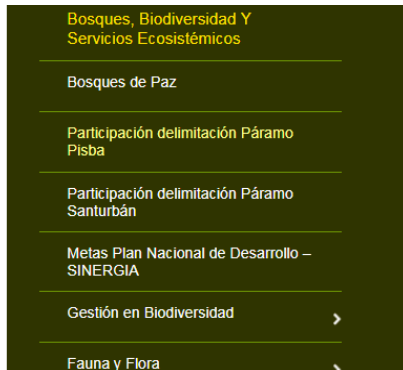 Bosques, Biodiversidad Y
Servicios Ecosistémicos
Bosques de Paz
Participación delimitación Páramo
Pisba
Participación delimitación Páramo
Santurbán
Metas Plan Nacional de Desarrollo –
SINERGIA
Gestión en Biodiversidad
Fauna y Flora